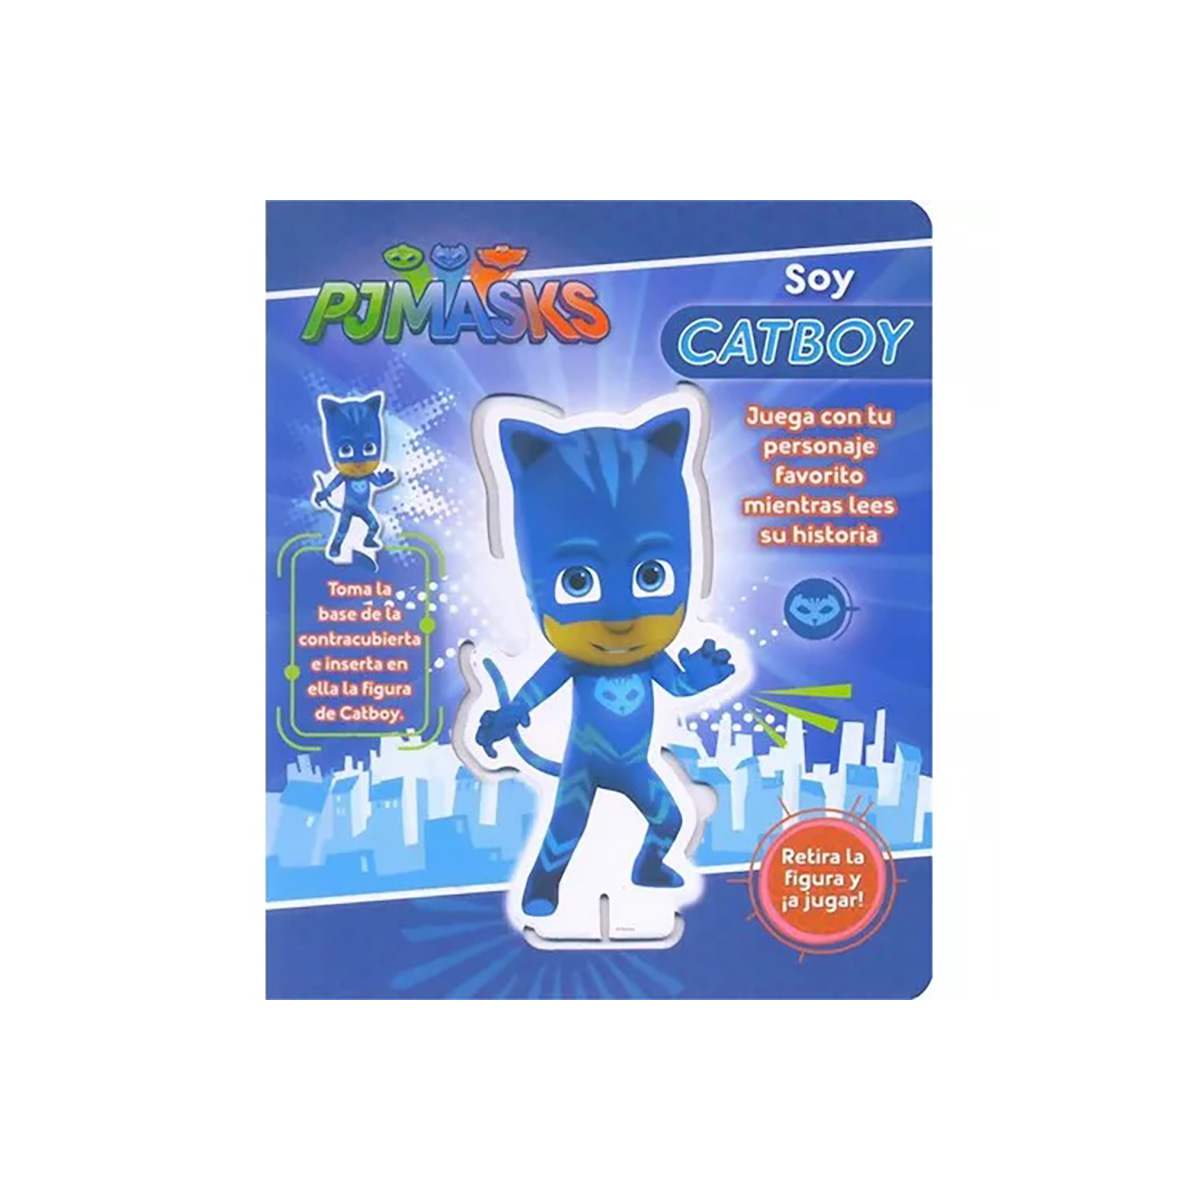 PJMASKS
Soy
CATBOY
Juega con tu
personaje
favorito
mientras lees
su historia
Toma la
base de la
contracubierta
e inserta en
ella la figura
de Catboy.
Retira la
figura y
¡a jugar!